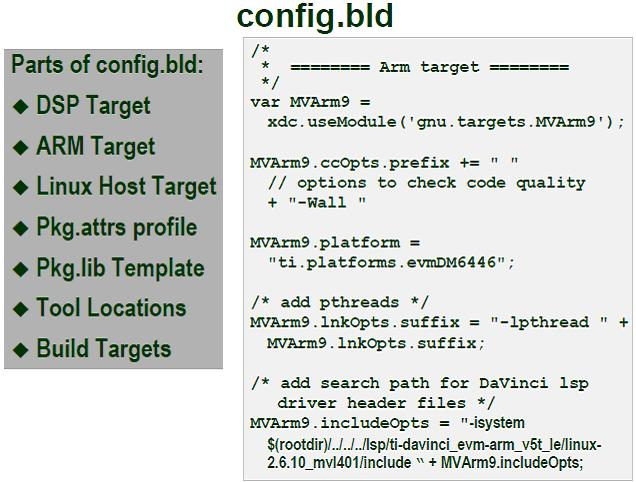 config.bld
Parts of config.bld:
◆ DSP Target
◆ ARM Target
◆ Linux Host Target
◆ Pkg.attrs profile
◆ Pkg.lib Template
◆ Tool Locations
◆ Build Targets
/*
 *  ======== Arm target ========
 */
var MVArm9 =
  xdc.useModule('gnu.targets.MVArm9');
MVArm9.ccOpts.prefix += " "
  // options to check code quality
  + "-Wall "
MVArm9.platform =
  "ti.platforms.evmDM6446";
/* add pthreads */
MVArm9.lnkOpts.suffix = "-lpthread " +
  MVArm9.lnkOpts.suffix;
/* add search path for DaVinci lsp
   driver header files */
MVArm9.includeOpts = "-isystem
  $(rootdir)/../../../lsp/ti-davinci_evm-arm_v5t_le/linux-
  2.6.10_mvl401/include “ + MVArm9.includeOpts;